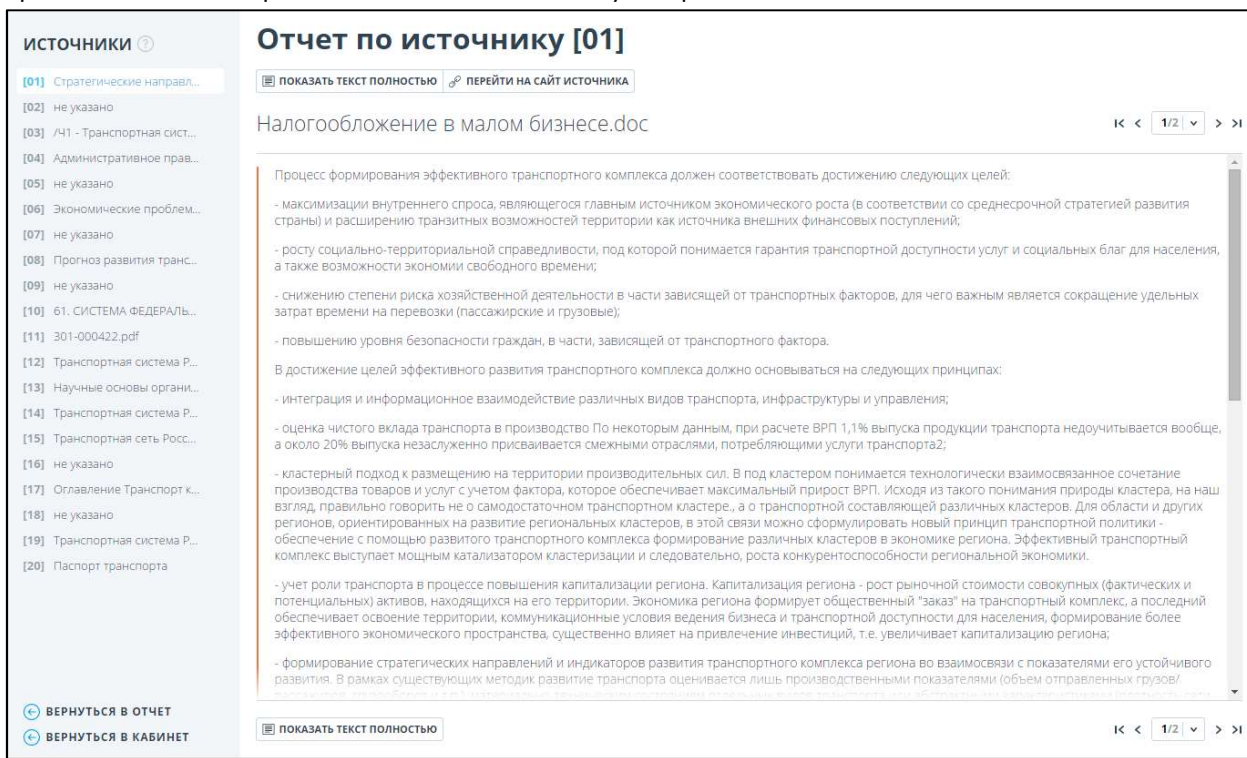 ИСТОЧНИКИ ?
[01] Стратегические направл...
[02] не указано
[03] /Ч1 - Транспортная сист...
[04] Административное прав...
[05] не указано
[06] Экономические проблем...
[07] не указано
[08] Прогноз развития транс...
[09] не указано
[10] 61. СИСТЕМА ФЕДЕРАЛЬ...
[11] 301-000422.pdf
[12] Транспортная система Р...
[13] Научные основы органи...
[14] Транспортная система Р...
[15] Транспортная сеть Росс...
[16] не указано
[17] Оглавление Транспорт к...
[18] не указано
[19] Транспортная система Р...
[20] Паспорт транспорта
ВЕРНУТЬСЯ В ОТЧЕТ
ВЕРНУТЬСЯ В КАБИНЕТ
Отчет по источнику [01]
ПОКАЗАТЬ ТЕКСТ ПОЛНОСТЬЮ ПЕРЕЙТИ НА САЙТ ИСТОЧНИКА
Налогообложение в малом бизнесе.doc 1/2
Процесс формирования эффективного транспортного комплекса должен соответствовать достижению следующих целей:
- максимизации внутреннего спроса, являющегося главным источником экономического роста (в соответствии со среднесрочной стратегией развития
страны) и расширению транзитных возможностей территории как источника внешних финансовых поступлений;
- росту социально-территориальной справедливости, под которой понимается гарантия транспортной доступности услуг и социальных благ для населения,
а также возможности экономии свободного времени;
- снижению степени риска хозяйственной деятельности в части зависящей от транспортных факторов, для чего важным является сокращение удельных
затрат времени на перевозки (пассажирские и грузовые);
- повышению уровня безопасности граждан, в части, зависящей от транспортного фактора.
В достижение целей эффективного развития транспортного комплекса должно основываться на следующих принципах:
- интеграция и информационное взаимодействие различных видов транспорта, инфраструктуры и управления;
- оценка чистого вклада транспорта в производство По некоторым данным, при расчете ВРП 1,1% выпуска продукции транспорта недоучитывается вообще,
а около 20% выпуска незаслуженно присваивается смежными отраслями, потребляющими услуги транспорта2;
- кластерный подход к размещению на территории производительных сил. В под кластером понимается технологически взаимосвязанное сочетание
производства товаров и услуг с учетом фактора, которое обеспечивает максимальный прирост ВРП. Исходя из такого понимания природы кластера, на наш
взгляд, правильно говорить не о самодостаточном транспортном кластере., а о транспортной составляющей различных кластеров. Для области и других
регионов, ориентированных на развитие региональных кластеров, в этой связи можно сформулировать новый принцип транспортной политики -
обеспечение с помощью развитого транспортного комплекса формирование различных кластеров в экономике региона. Эффективный транспортный
комплекс выступает мощным катализатором кластеризации и следовательно, роста конкурентоспособности региональной экономики.
- учет роли транспорта в процессе повышения капитализации региона. Капитализация региона - рост рыночной стоимости совокупных (фактических и
потенциальных) активов, находящихся на его территории. Экономика региона формирует общественный "заказ" на транспортный комплекс, а последний
обеспечивает освоение территории, коммуникационные условия ведения бизнеса и транспортной доступности для населения, формирование более
эффективного экономического пространства, существенно влияет на привлечение инвестиций, т.е. увеличивает капитализацию региона;
- формирование стратегических направлений и индикаторов развития транспортного комплекса региона во взаимосвязи с показателями его устойчивого
развития. В рамках существующих методик развитие транспорта оценивается лишь производственными показателями (объем отправленных грузов/
ПОКАЗАТЬ ТЕКСТ ПОЛНОСТЬЮ 1/2